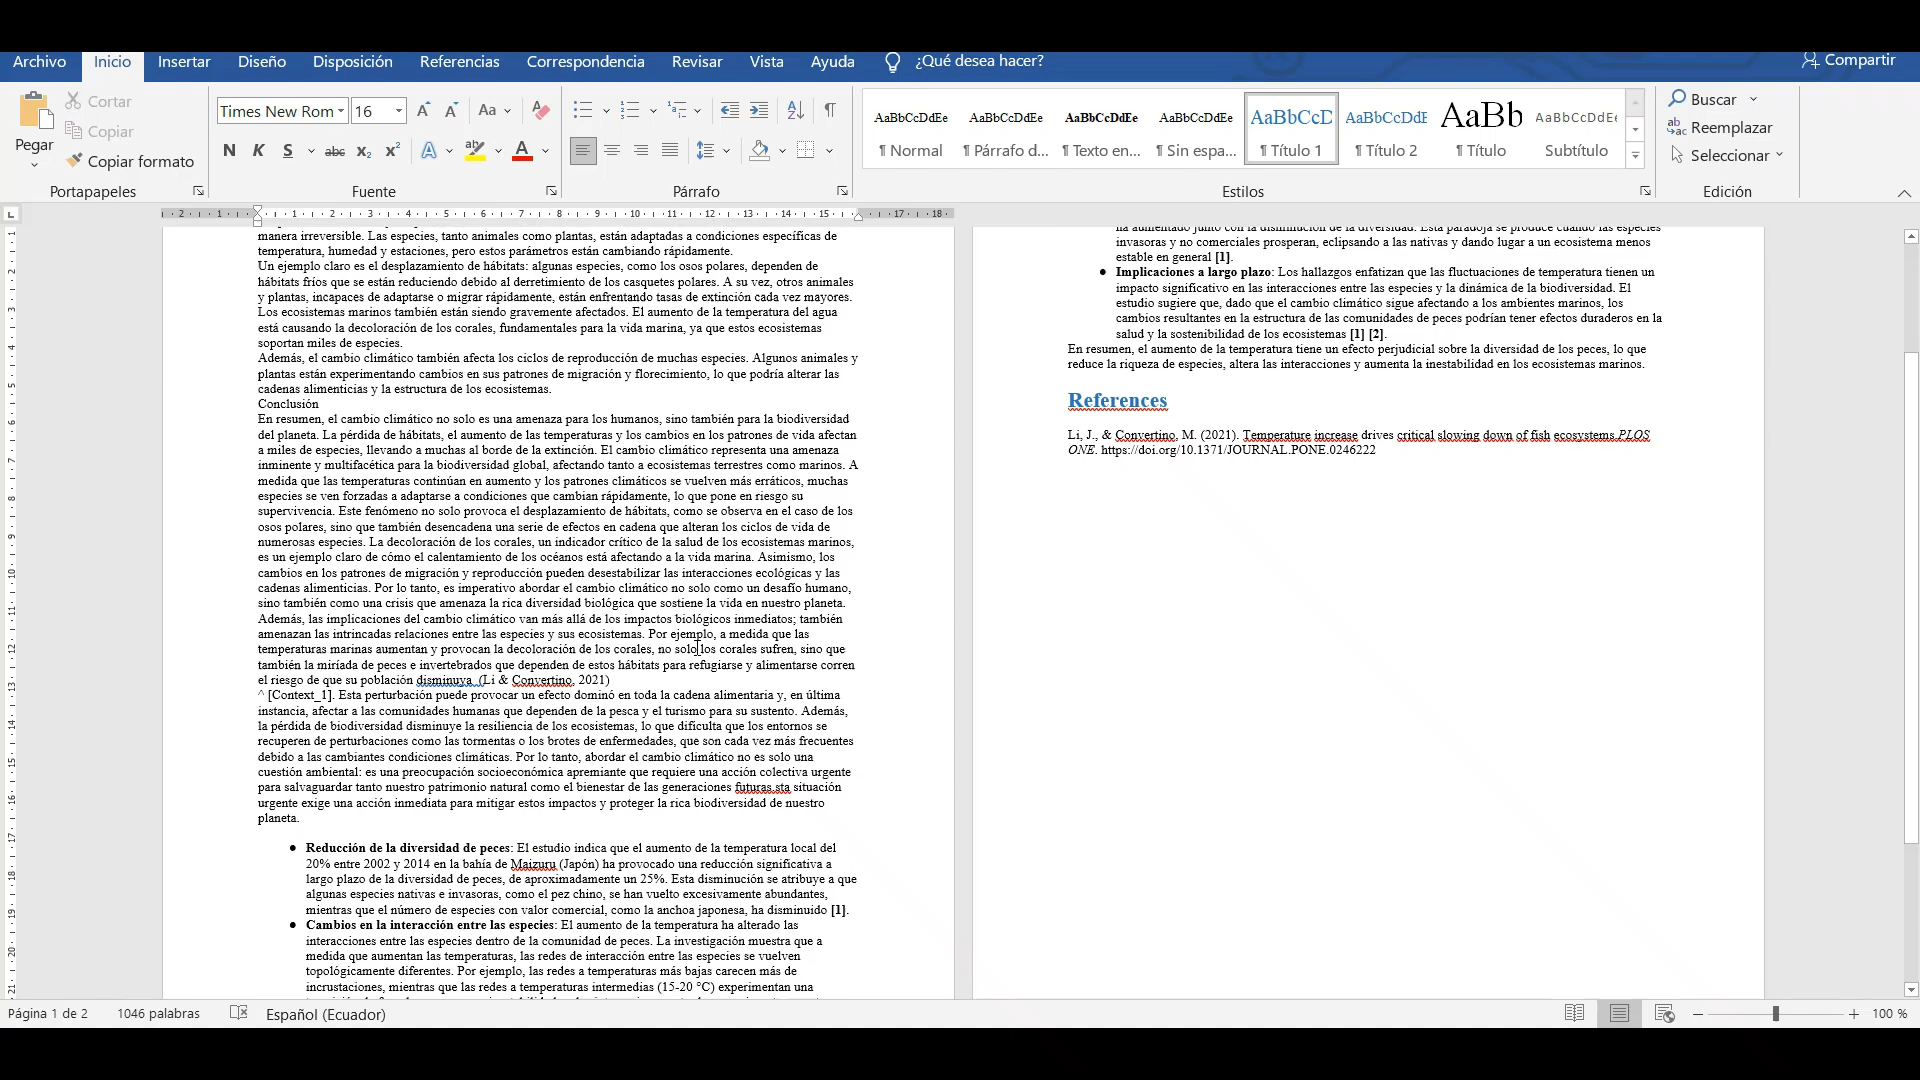 Archivo Inicio Insertar Diseño Disposición Referencias Correspondencia Revisar Vista Ayuda ¿Qué desea hacer? Compartir
Pegar
Cortar
Copiar
Copiar formato
Portapapeles
Times New Rom 16
Aa
N K S abc x₂ x² A ab A
Fuente
Párrafo
AaBbCcDdEe AaBbCcDdEe AaBbCcDdEe AaBbCcDdEe AaBbCcD AaBbCcDdE AaBb AaBbCcDdEe
¶ Normal ¶ Párrafo d... ¶ Texto en... ¶ Sin espa... ¶ Título 1 ¶ Título 2 ¶ Título Subtítulo
Estilos
Buscar
Reemplazar
Seleccionar
Edición
2 1 1 2 3 4 5 6 7 8 9 10 11 12 13 14 15 17 18
manera irreversible. Las especies, tanto animales como plantas, están adaptadas a condiciones específicas de
temperatura, humedad y estaciones, pero estos parámetros están cambiando rápidamente.
Un ejemplo claro es el desplazamiento de hábitats: algunas especies, como los osos polares, dependen de
hábitats fríos que se están reduciendo debido al derretimiento de los casquetes polares. A su vez, otros animales
y plantas, incapaces de adaptarse o migrar rápidamente, están enfrentando tasas de extinción cada vez mayores.
Los ecosistemas marinos también están siendo gravemente afectados. El aumento de la temperatura del agua
está causando la decoloración de los corales, fundamentales para la vida marina, ya que estos ecosistemas
soportan miles de especies.
Además, el cambio climático también afecta los ciclos de reproducción de muchas especies. Algunos animales y
plantas están experimentando cambios en sus patrones de migración y florecimiento, lo que podría alterar las
cadenas alimenticias y la estructura de los ecosistemas.
Conclusión
En resumen, el cambio climático no solo es una amenaza para los humanos, sino también para la biodiversidad
del planeta. La pérdida de hábitats, el aumento de las temperaturas y los cambios en los patrones de vida afectan
a miles de especies, llevando a muchas al borde de la extinción. El cambio climático representa una amenaza
inminente y multifacética para la biodiversidad global, afectando tanto a ecosistemas terrestres como marinos. A
medida que las temperaturas continúan en aumento y los patrones climáticos se vuelven más erráticos, muchas
especies se ven forzadas a adaptarse a condiciones que cambian rápidamente, lo que pone en riesgo su
supervivencia. Este fenómeno no solo provoca el desplazamiento de hábitats, como se observa en el caso de los
osos polares, sino que también desencadena una serie de efectos en cadena que alteran los ciclos de vida de
numerosas especies. La decoloración de los corales, un indicador crítico de la salud de los ecosistemas marinos,
es un ejemplo claro de cómo el calentamiento de los océanos está afectando a la vida marina. Asimismo, los
cambios en los patrones de migración y reproducción pueden desestabilizar las interacciones ecológicas y las
cadenas alimenticias. Por lo tanto, es imperativo abordar el cambio climático no solo como un desafío humano,
sino también como una crisis que amenaza la rica diversidad biológica que sostiene la vida en nuestro planeta.
Además, las implicaciones del cambio climático van más allá de los impactos biológicos inmediatos; también
amenazan las intrincadas relaciones entre las especies y sus ecosistemas. Por ejemplo, a medida que las
temperaturas marinas aumentan y provocan la decoloración de los corales, no solo los corales sufren, sino que
también la miríada de peces e invertebrados que dependen de estos hábitats para refugiarse y alimentarse corren
el riesgo de que su población disminuya (Li & Convertino, 2021)
^ [Context_1]. Esta perturbación puede provocar un efecto dominó en toda la cadena alimentaria y, en última
instancia, afectar a las comunidades humanas que dependen de la pesca y el turismo para su sustento. Además,
la pérdida de biodiversidad disminuye la resiliencia de los ecosistemas, lo que dificulta que los entornos se
recuperen de perturbaciones como las tormentas o los brotes de enfermedades, que son cada vez más frecuentes
debido a las cambiantes condiciones climáticas. Por lo tanto, abordar el cambio climático no es solo una
cuestión ambiental: es una preocupación socioeconómica apremiante que requiere una acción colectiva urgente
para salvaguardar tanto nuestro patrimonio natural como el bienestar de las generaciones futuras.sta situación
urgente exige una acción inmediata para mitigar estos impactos y proteger la rica biodiversidad de nuestro
planeta.
● Reducción de la diversidad de peces: El estudio indica que el aumento de la temperatura local del
20% entre 2002 y 2014 en la bahía de Maizuru (Japón) ha provocado una reducción significativa a
largo plazo de la diversidad de peces, de aproximadamente un 25%. Esta disminución se atribuye a que
algunas especies nativas e invasoras, como el pez chino, se han vuelto excesivamente abundantes,
mientras que el número de especies con valor comercial, como la anchoa japonesa, ha disminuido [1].
● Cambios en la interacción entre las especies: El aumento de la temperatura ha alterado las
interacciones entre las especies dentro de la comunidad de peces. La investigación muestra que a
medida que aumentan las temperaturas, las redes de interacción entre las especies se vuelven
topológicamente diferentes. Por ejemplo, las redes a temperaturas más bajas carecen más de
incrustaciones, mientras que las redes a temperaturas intermedias (15-20 °C) experimentan una
ha aumentado junto con la disminución de la diversidad. Esta paradoja se produce cuando las especies
invasoras y no comerciales prosperan, eclipsando a las nativas y dando lugar a un ecosistema menos
estable en general [1].
● Implicaciones a largo plazo: Los hallazgos enfatizan que las fluctuaciones de temperatura tienen un
impacto significativo en las interacciones entre las especies y la dinámica de la biodiversidad. El
estudio sugiere que, dado que el cambio climático sigue afectando a los ambientes marinos, los
cambios resultantes en la estructura de las comunidades de peces podrían tener efectos duraderos en la
salud y la sostenibilidad de los ecosistemas [1] [2].
En resumen, el aumento de la temperatura tiene un efecto perjudicial sobre la diversidad de los peces, lo que
reduce la riqueza de especies, altera las interacciones y aumenta la inestabilidad en los ecosistemas marinos.
References
Li, J., & Convertino, M. (2021). Temperature increase drives critical slowing down of fish ecosystems.PLOS
ONE. https://doi.org/10.1371/JOURNAL.PONE.0246222
Página 1 de 2 1046 palabras Español (Ecuador) 100 %